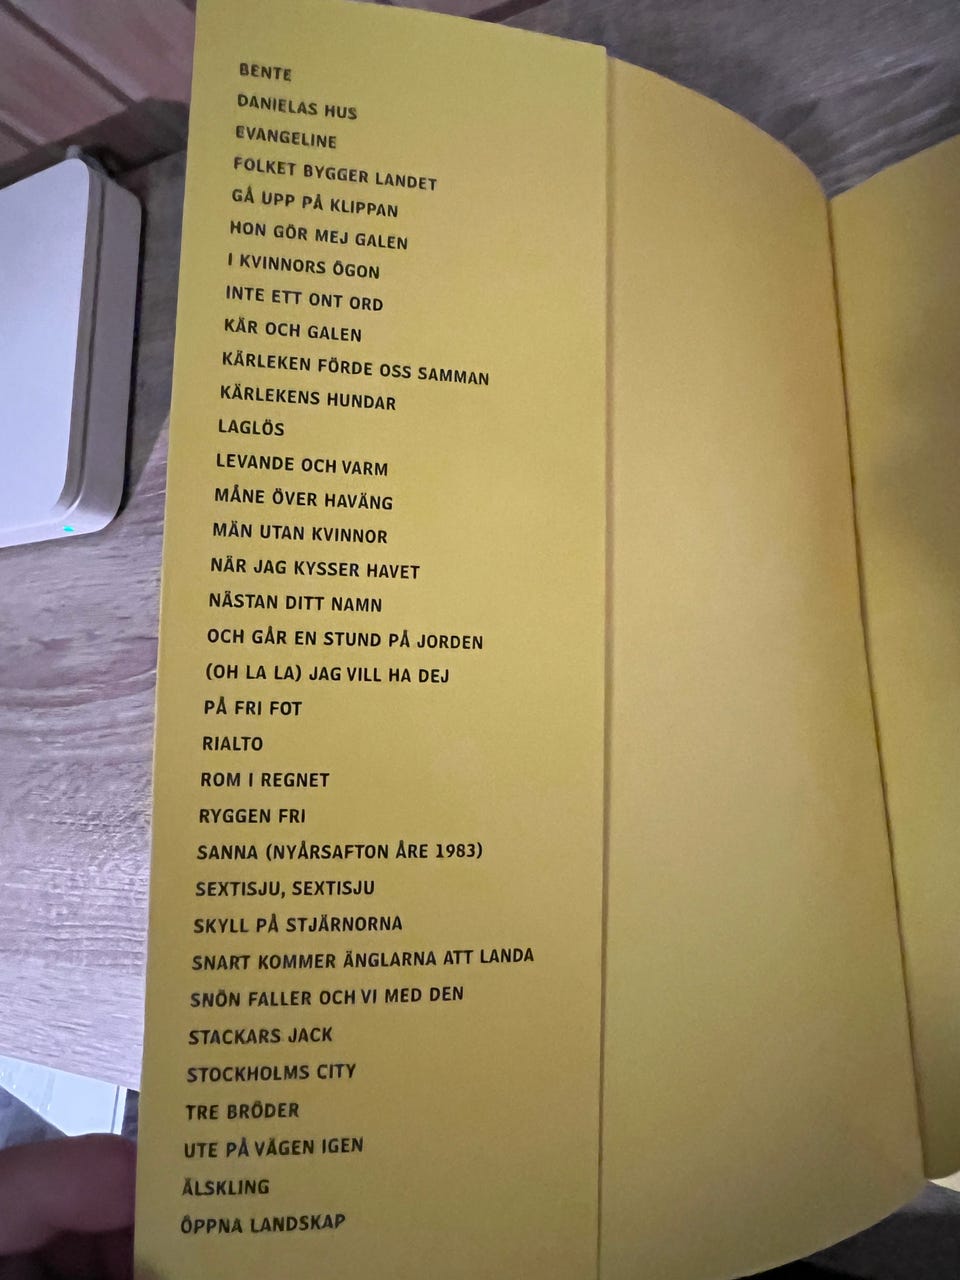 BENTE
DANIELAS HUS
EVANGELINE
FOLKET BYGGER LANDET
GÅ UPP PÅ KLIPPAN
HON GÖR MEJ GALEN
I KVINNORS ÖGON
INTE ETT ONT ORD
KÄR OCH GALEN
KÄRLEKEN FÖRDE OSS SAMMAN
KÄRLEKENS HUNDAR
LAGLÖS
LEVANDE OCH VARM
MÅNE ÖVER HAVÄNG
MÄN UTAN KVINNOR
NÄR JAG KYSSER HAVET
NÄSTAN DITT NAMN
OCH GÅR EN STUND PÅ JORDEN
(OH LA LA) JAG VILL HA DEJ
PÅ FRI FOT
RIALTO
ROM I REGNET
RYGGEN FRI
SANNA (NYÅRSAFTON ÅRE 1983)
SEXTISJU, SEXTISJU
SKYLL PÅ STJÄRNORNA
SNART KOMMER ÄNGLARNA ATT LANDA
SNÖN FALLER OCH VI MED DEN
STACKARS JACK
STOCKHOLMS CITY
TRE BRÖDER
UTE PÅ VÄGEN IGEN
ÄLSKLING
ÖPPNA LANDSKAP